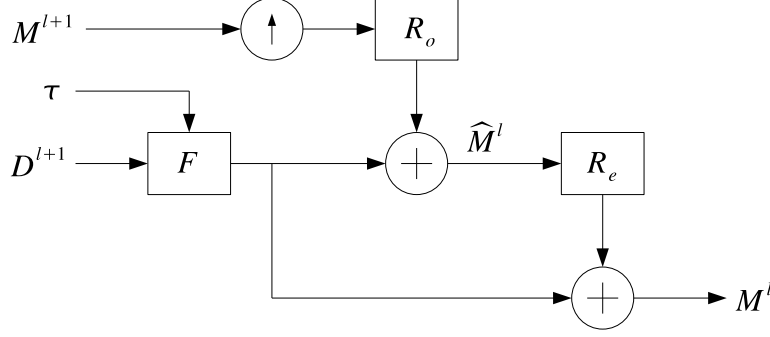 M^{l+1} ↑ R_o
τ
D^{l+1} F + \widehat{M}^l R_e
+ M^l